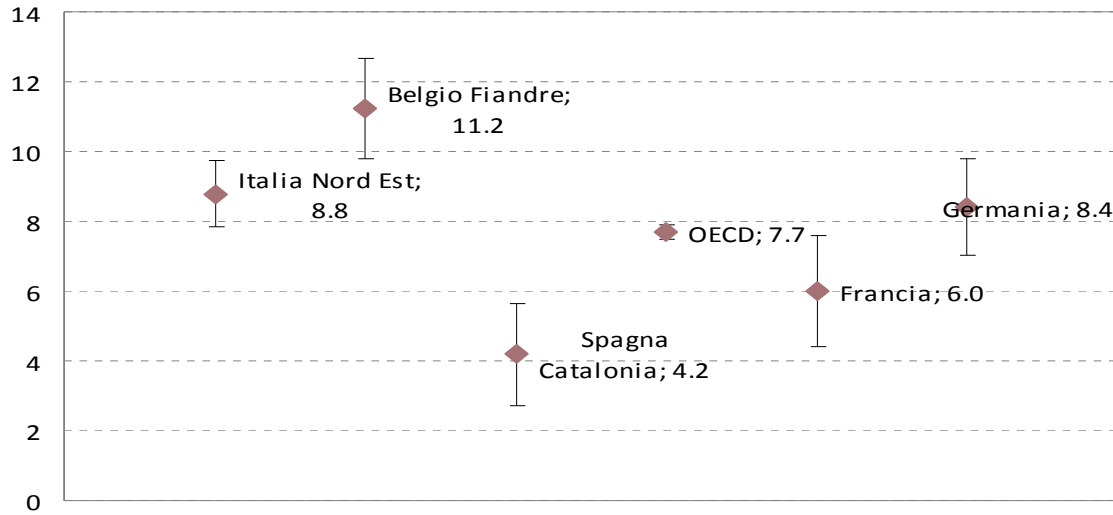 14
12
10
8
6
4
2
0
Belgio Fiandre;
11.2
Italia Nord Est;
8.8
Germania; 8.4
OECD; 7.7
Francia; 6.0
Spagna
Catalonia; 4.2